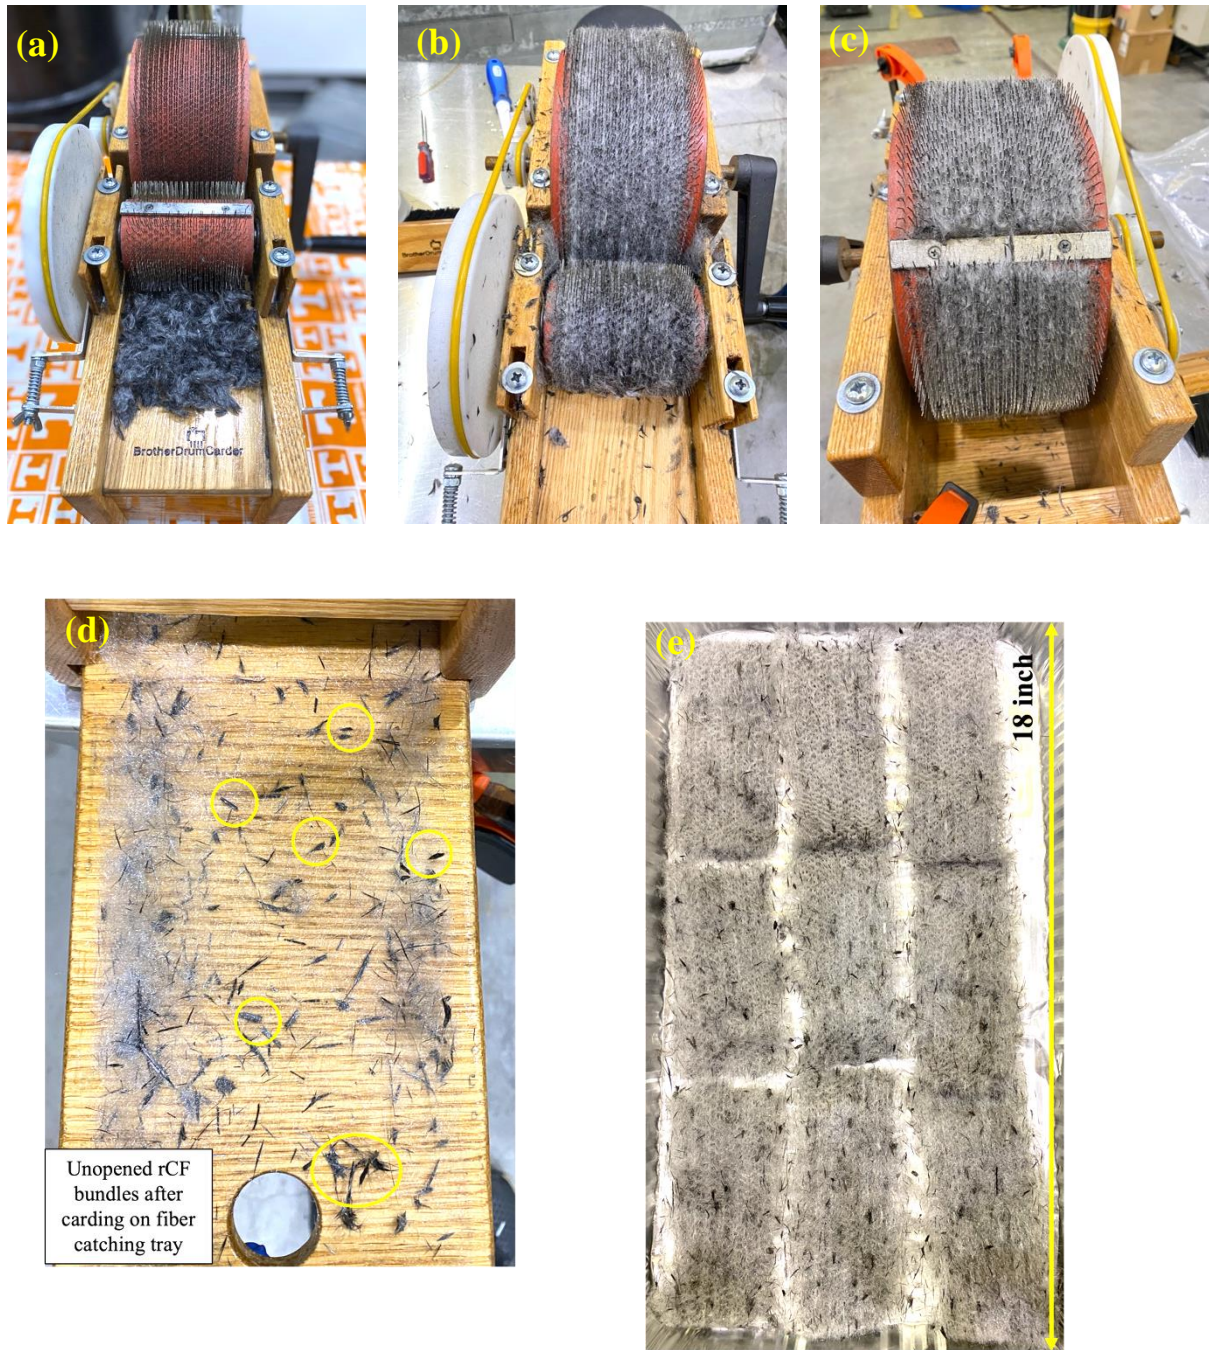 (a)
(b)
(c)
BrotherDrumCarder
(d)
(e)
18 inch
Unopened rCF
bundles after
carding on fiber
catching tray